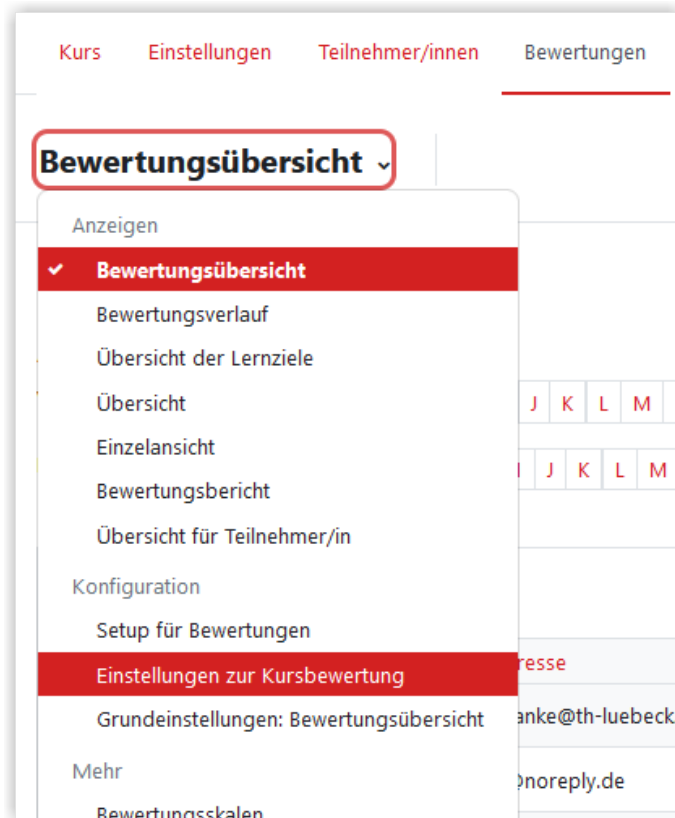 Kurs Einstellungen Teilnehmer/innen Bewertungen
Bewertungsübersicht
Anzeigen
Bewertungsübersicht
Bewertungsverlauf
Übersicht der Lernziele
Übersicht
J K L M
Einzelansicht
J K L M
Bewertungsbericht
Übersicht für Teilnehmer/in
Konfiguration
Setup für Bewertungen
Einstellungen zur Kursbewertung
resse
Grundeinstellungen: Bewertungsübersicht
anke@th-luebeck.
Mehr
@noreply.de
Bewertungsskalen